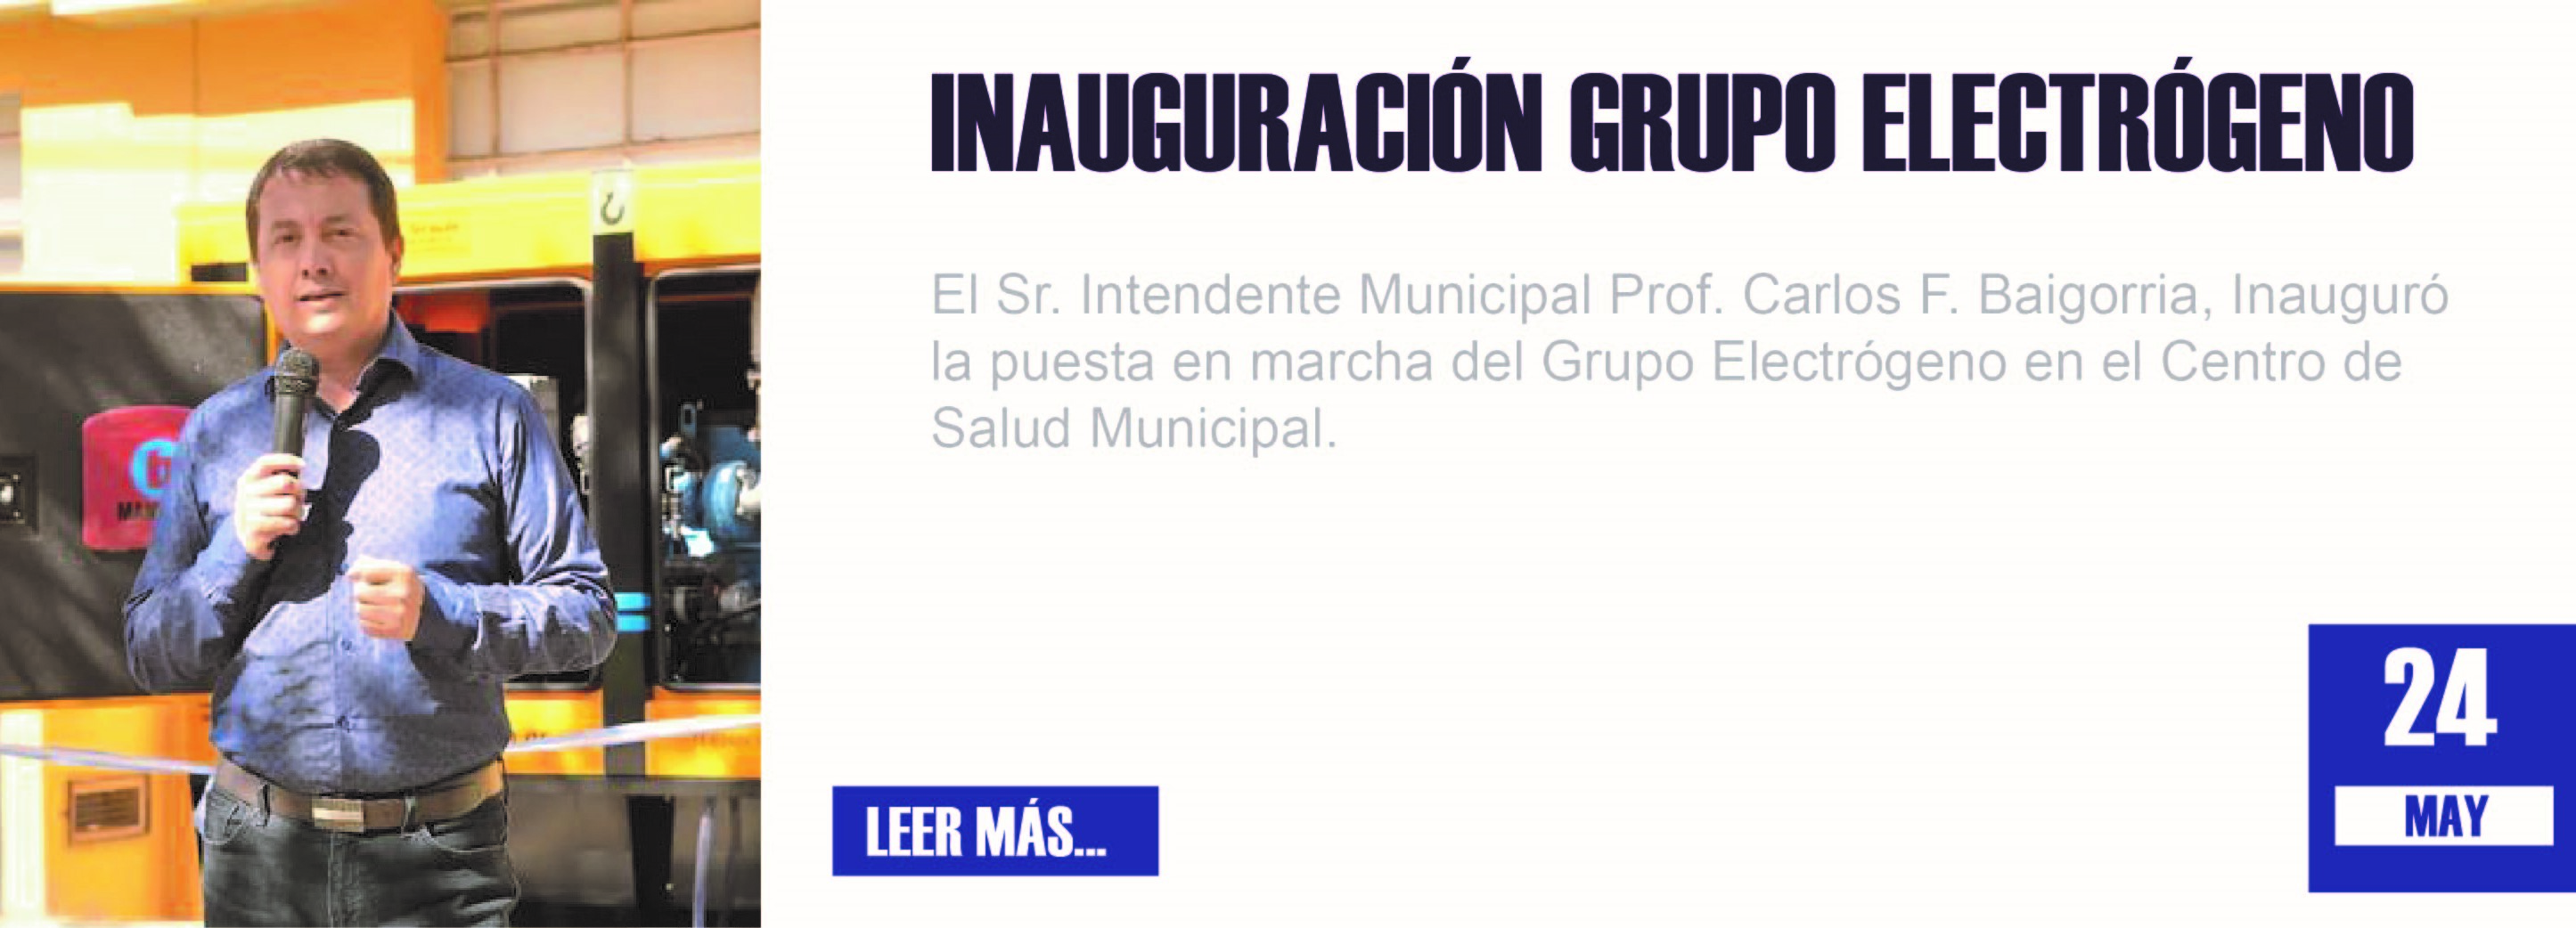 INAUGURACIÓN GRUPO ELECTRÓGENO
El Sr. Intendente Municipal Prof. Carlos F. Baigorria, Inauguró
la puesta en marcha del Grupo Electrógeno en el Centro de
Salud Municipal.
LEER MÁS...
24
MAY
G